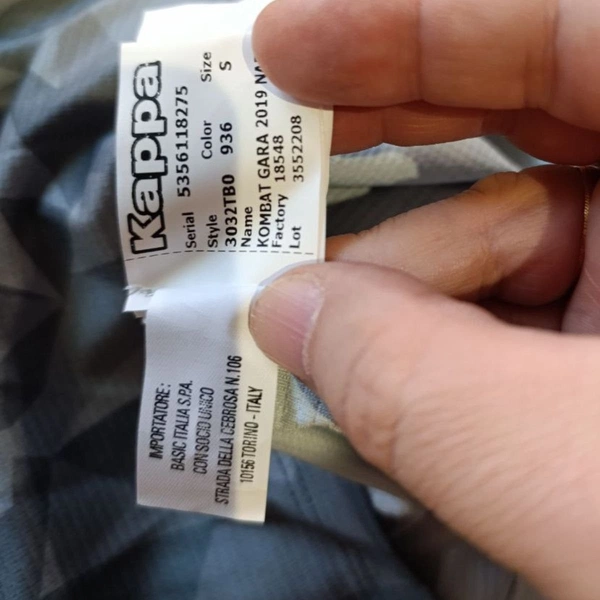 Kappa
Serial 5356118275
Style Color Size
3032TB0 936 S
Name
KOMBAT GARA 2019 NA
Factory 18548
Lot 3552208
IMPORTATORE:
BASIC ITALIA S.P.A.
CON SOCIO UNICO
STRADA DELLA CEBROSA N.106
10156 TORINO - ITALY